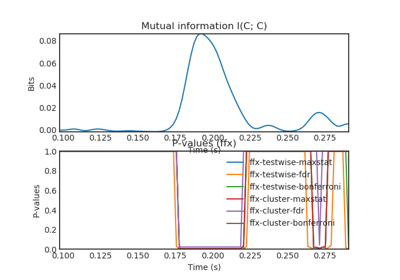 Mutual information I(C; C)
0.08
0.06
0.04
0.02
0.00
Bits
0.100 0.125 0.150 0.175 0.200 0.225 0.250 0.275
Time (s)
P-values (ffx)
1.0
0.8
0.6
0.4
0.2
0.0
P-values
ffx-testwise-maxstat
ffx-testwise-fdr
ffx-testwise-bonferroni
ffx-cluster-maxstat
ffx-cluster-fdr
ffx-cluster-bonferroni
0.100 0.125 0.150 0.175 0.200 0.225 0.250 0.275
Time (s)